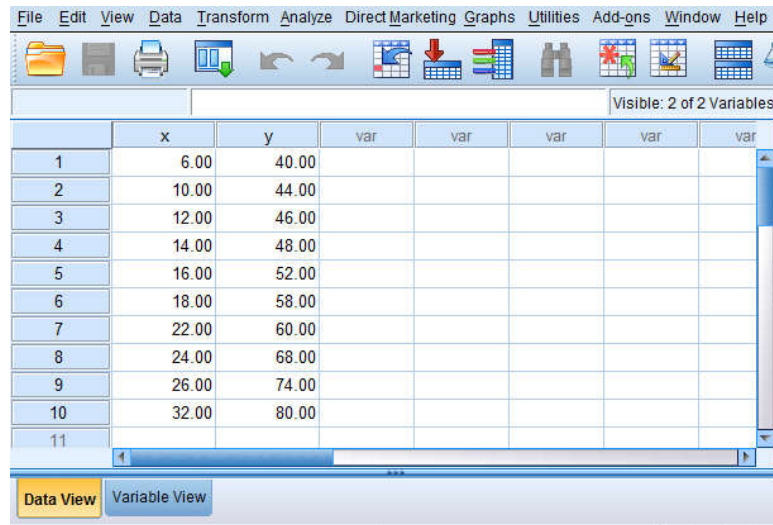 File Edit View Data Transform Analyze Direct Marketing Graphs Utilities Add-ons Window Help
Visible: 2 of 2 Variables
x y var var var var var
1 6.00 40.00
2 10.00 44.00
3 12.00 46.00
4 14.00 48.00
5 16.00 52.00
6 18.00 58.00
7 22.00 60.00
8 24.00 68.00
9 26.00 74.00
10 32.00 80.00
11
Data View Variable View